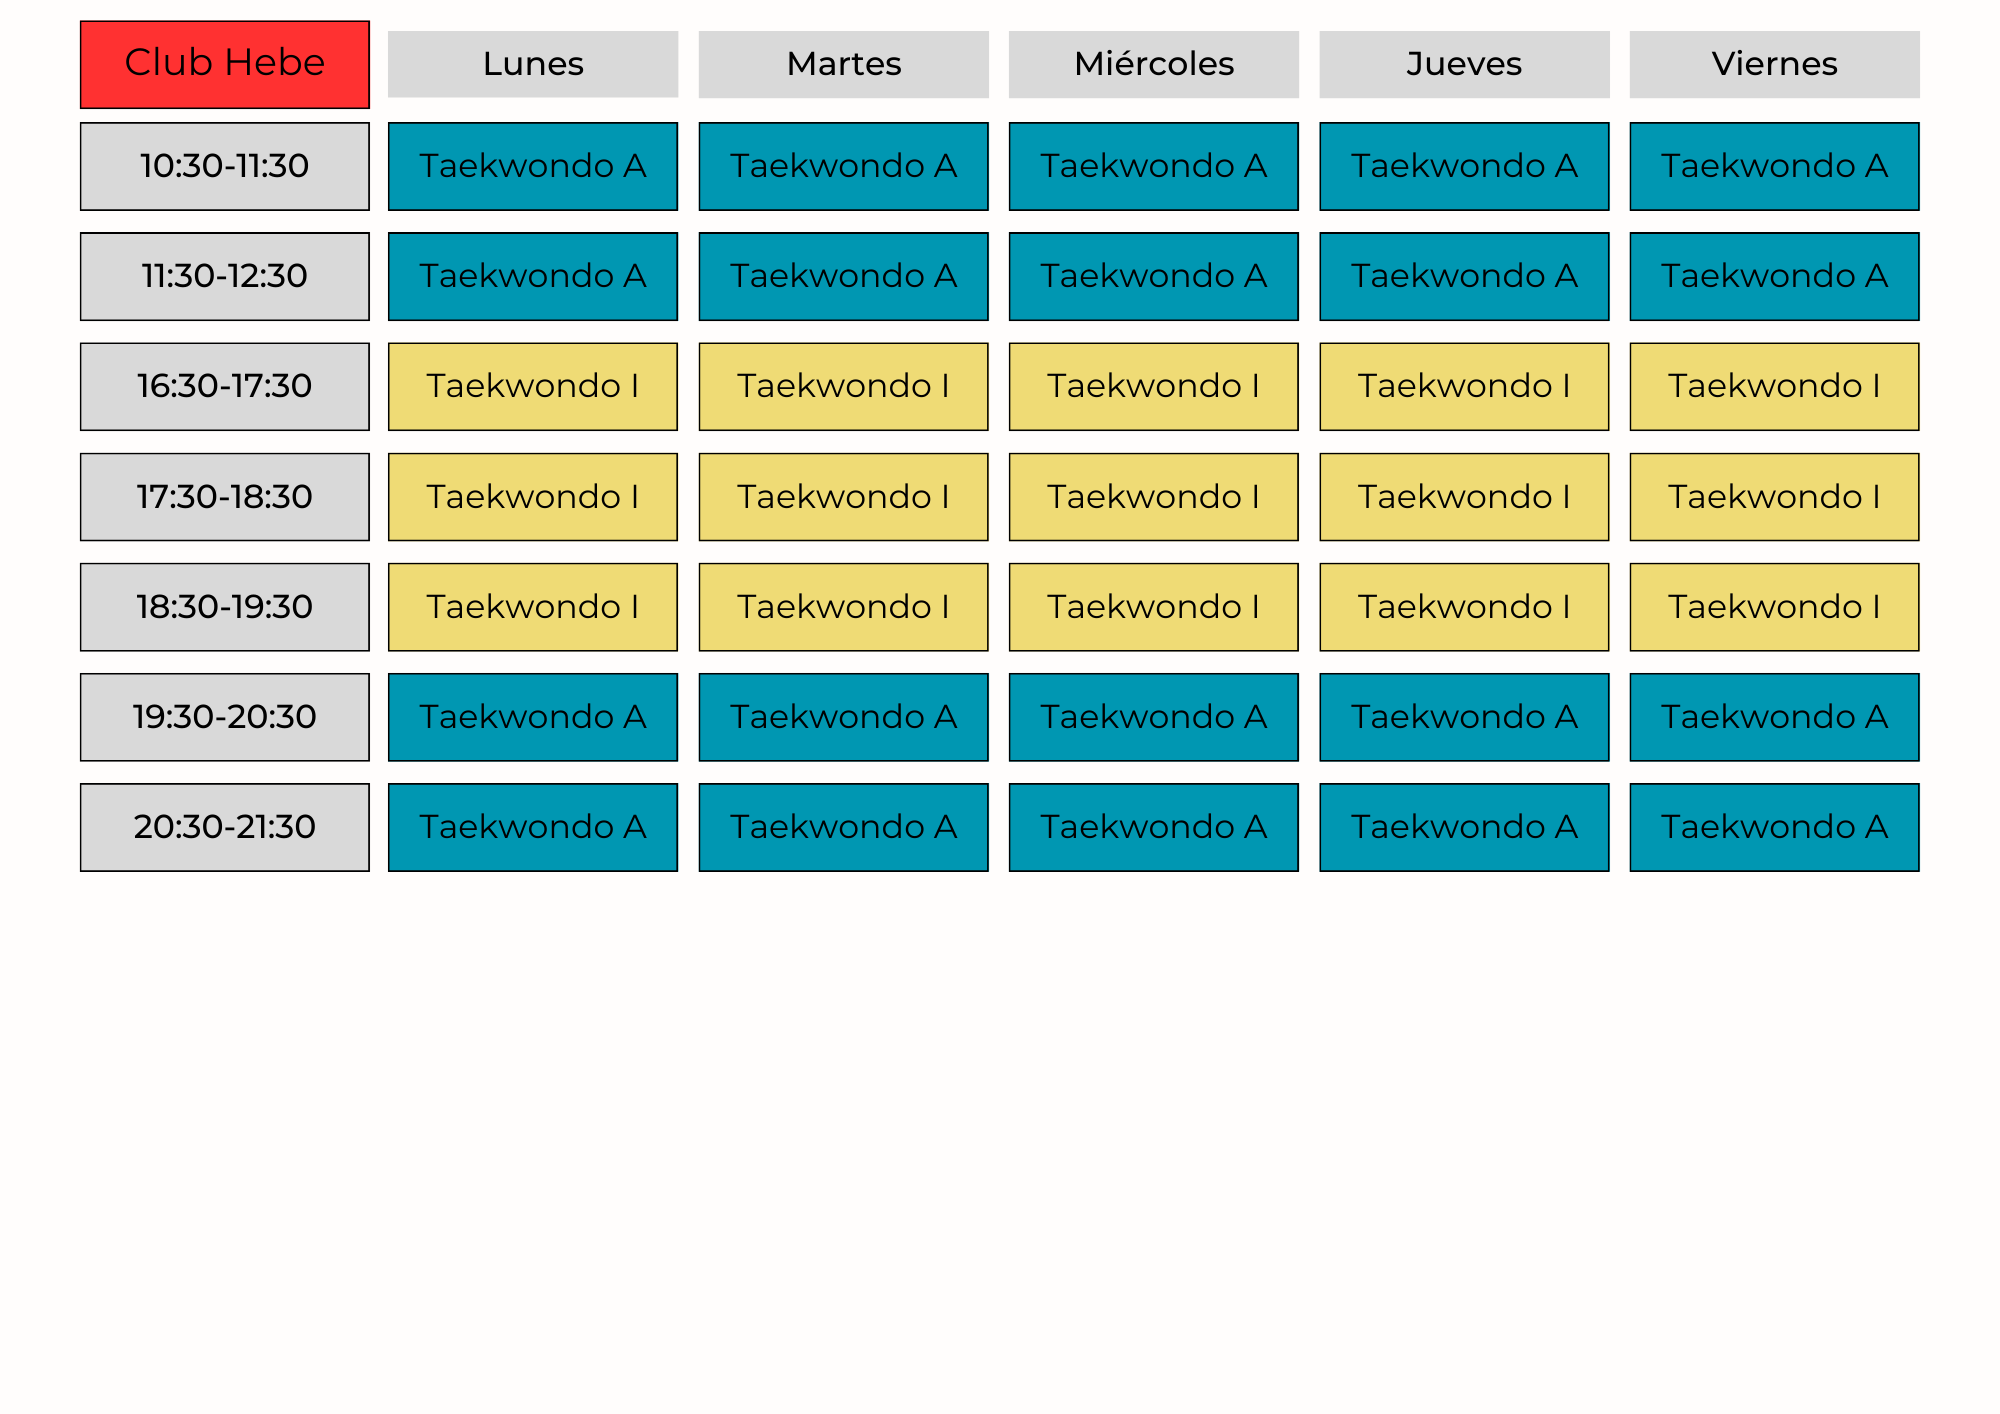 Club Hebe Lunes Martes Miércoles Jueves Viernes
10:30-11:30 Taekwondo A Taekwondo A Taekwondo A Taekwondo A Taekwondo A
11:30-12:30 Taekwondo A Taekwondo A Taekwondo A Taekwondo A Taekwondo A
16:30-17:30 Taekwondo I Taekwondo I Taekwondo I Taekwondo I Taekwondo I
17:30-18:30 Taekwondo I Taekwondo I Taekwondo I Taekwondo I Taekwondo I
18:30-19:30 Taekwondo I Taekwondo I Taekwondo I Taekwondo I Taekwondo I
19:30-20:30 Taekwondo A Taekwondo A Taekwondo A Taekwondo A Taekwondo A
20:30-21:30 Taekwondo A Taekwondo A Taekwondo A Taekwondo A Taekwondo A